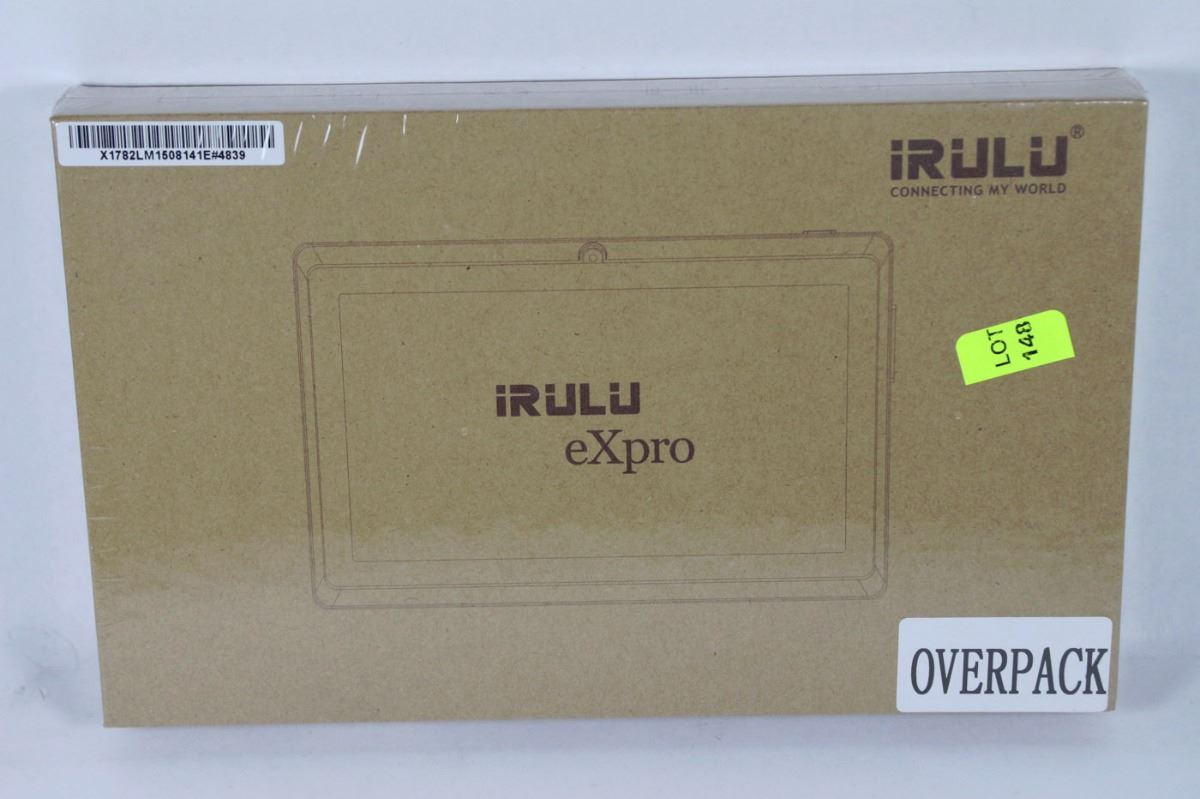 X1782LM1508141E#4839
iRULU®
CONNECTING MY WORLD
LOT
148
iRULU
eXpro
OVERPACK